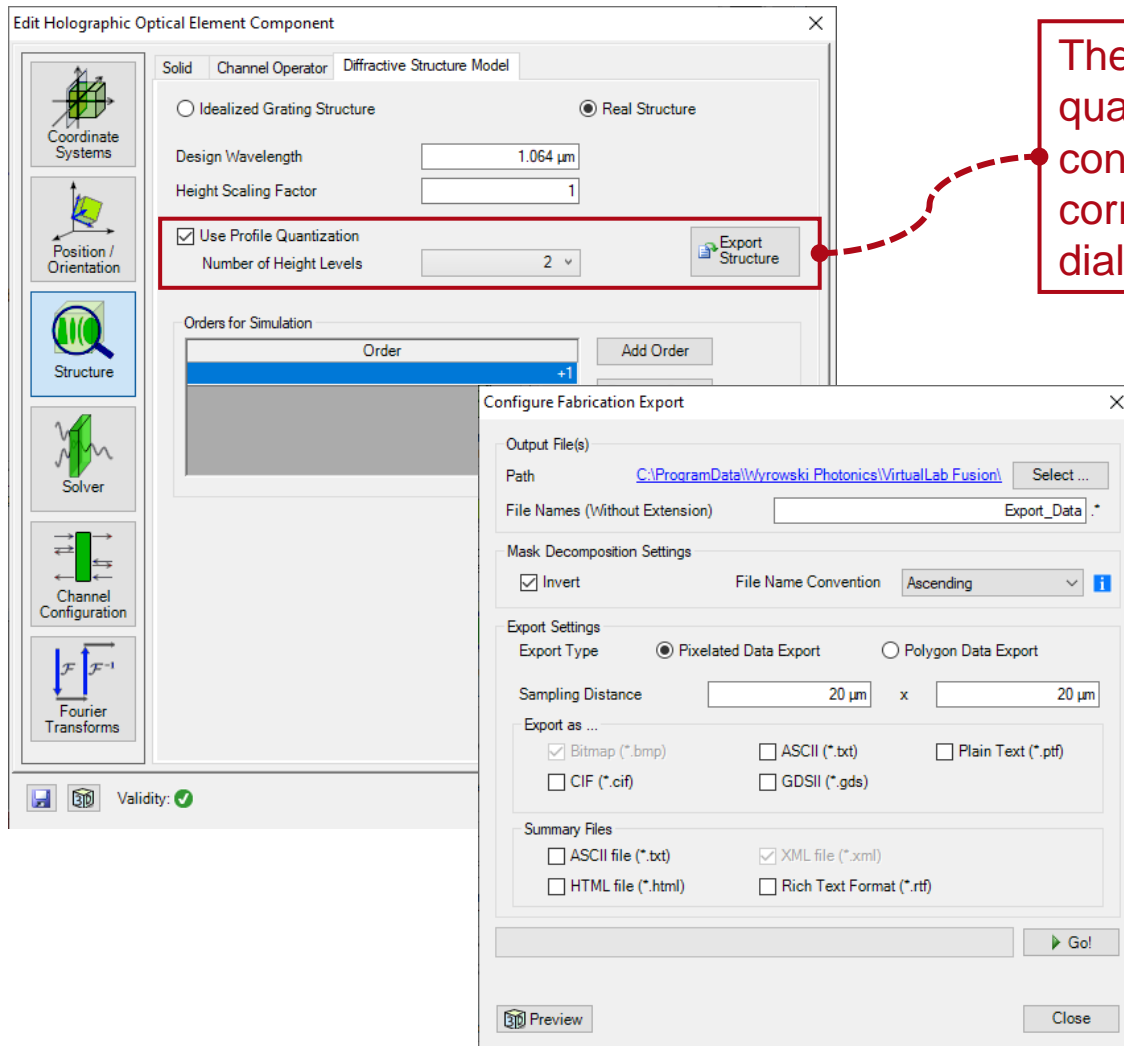 Edit Holographic Optical Element Component
Coordinate
Systems
Position /
Orientation
Structure
Solver
Channel
Configuration
F F⁻¹
Fourier
Transforms
Solid Channel Operator Diffractive Structure Model
Idealized Grating Structure Real Structure
Design Wavelength 1.064 µm
Height Scaling Factor 1
Use Profile Quantization
Number of Height Levels 2
Export
Structure
Orders for Simulation
Order Add Order
+1
3D Validity:
The
Configure Fabrication Export
Output File(s)
Path C:\ProgramData\Wyrowski Photonics\VirtualLab Fusion\ Select ...
File Names (Without Extension) Export_Data .*
Mask Decomposition Settings
Invert File Name Convention Ascending i
Export Settings
Export Type Pixelated Data Export Polygon Data Export
Sampling Distance 20 µm x 20 µm
Export as ...
Bitmap (*.bmp) ASCII (*.txt) Plain Text (*.ptf)
CIF (*.cif) GDSII (*.gds)
Summary Files
ASCII file (*.txt) XML file (*.xml)
HTML file (*.html) Rich Text Format (*.rtf)
Go!
3D Preview Close